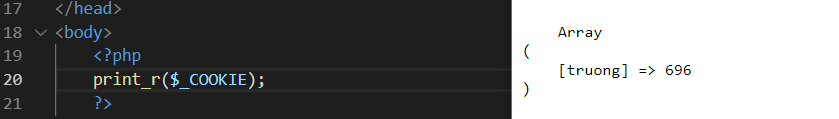 17 </head>
18 <body>
19 <?php
20 print_r($_COOKIE);
21 ?>
Array
(
[truong] => 696
)